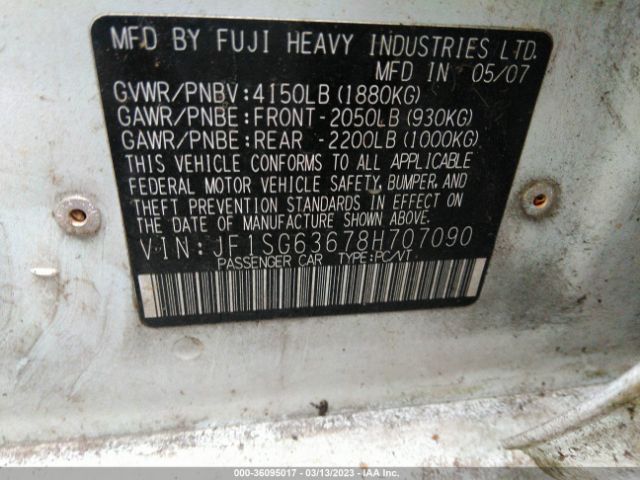 MFD BY FUJI HEAVY INDUSTRIES LTD.
MFD IN 05/07
GVWR/PNBV:4150LB (1880KG)
GAWR/PNBE:FRONT-2050LB (930KG)
GAWR/PNBE:REAR -2200LB (1000KG)
THIS VEHICLE CONFORMS TO ALL APPLICABLE
FEDERAL MOTOR VEHICLE SAFETY, BUMPER, AND
THEFT PREVENTION STANDARDS IN EFFECT ON
THE DATE OF MANUFACTURE SHOWN ABOVE.
VIN:JF1SG63678H707090
PASSENGER CAR TYPE:PC/VT
000-36095017 - 03/13/2023 - IAA Inc.